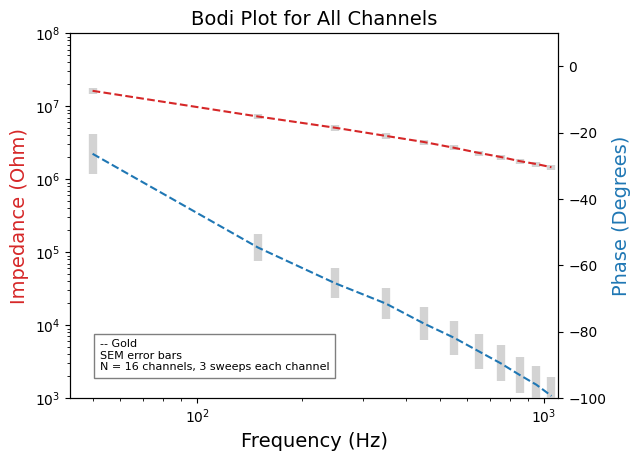 Bodi Plot for All Channels
10^8
10^7
10^6
10^5
10^4
10^3
Impedance (Ohm)
-- Gold
SEM error bars
N = 16 channels, 3 sweeps each channel
10^2
10^3
Frequency (Hz)
0
−20
−40
−60
−80
−100
Phase (Degrees)